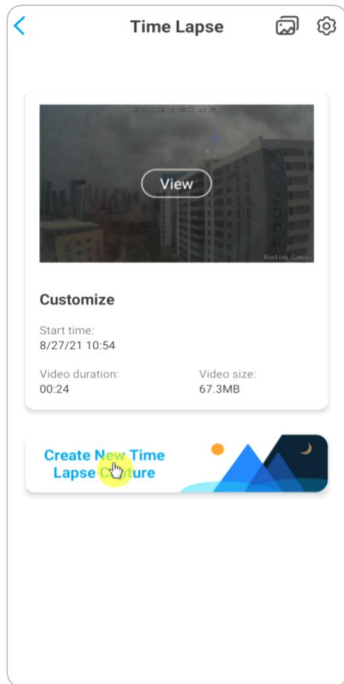 Time Lapse
View
Customize
Start time:
8/27/21 10:54
Video duration:
00:24
Video size:
67.3MB
Create New Time
Lapse Capture